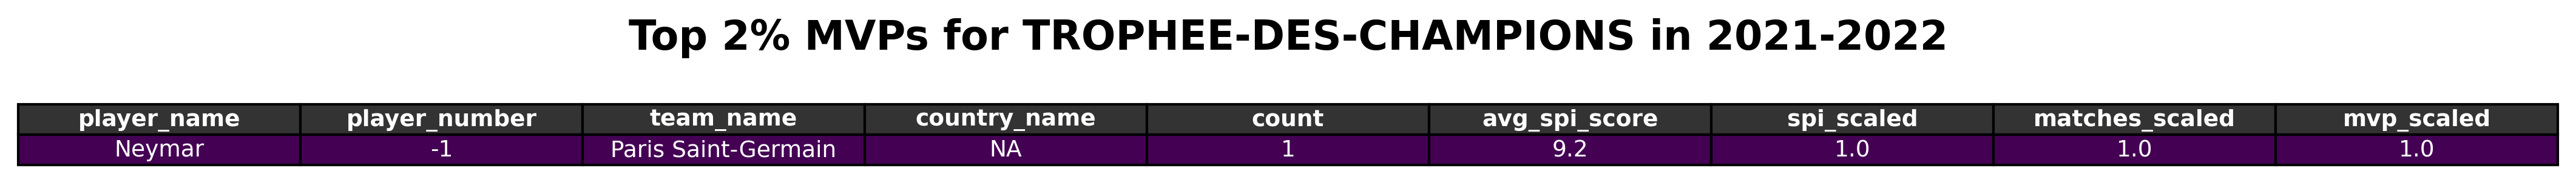 Top 2% MVPs for TROPHEE-DES-CHAMPIONS in 2021-2022
player_name player_number team_name country_name count avg_spi_score spi_scaled matches_scaled mvp_scaled
Neymar -1 Paris Saint-Germain NA 1 9.2 1.0 1.0 1.0